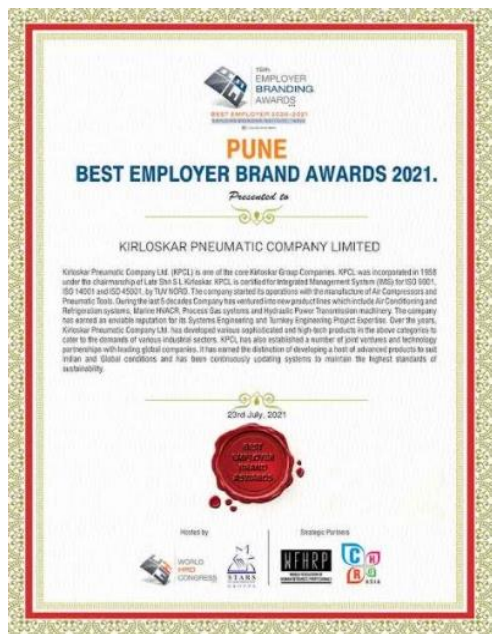 15th
EMPLOYER
BRANDING
AWARDS
BEST EMPLOYER 2020-2021
EMPLOYER BRANDING INSTITUTE, INDIA
PUNE
BEST EMPLOYER BRAND AWARDS 2021.
Presented to
KIRLOSKAR PNEUMATIC COMPANY LIMITED
Kirloskar Pneumatic Company Ltd. (KPCL) is one of the core Kirloskar Group Companies. KPCL was incorporated in 1958
under the chairmanship of Late Shri S L Kirloskar. KPCL is certified for Integrated Management System (IMS) for ISO 9001,
ISO 14001 and ISO 45001, by TUV NORD. The company started its operations with the manufacture of Air Compressors and
Pneumatic Tools. During the last 5 decades Company has ventured into new product lines which include Air Conditioning and
Refrigeration systems, Marine HVACR, Process Gas systems and Hydraulic Power Transmission machinery. The company
has earned an enviable reputation for its Systems Engineering and Turnkey Engineering Project Expertise. Over the years,
Kirloskar Pneumatic Company Ltd. has developed various sophisticated and high-tech products in the above categories to
cater to the demands of various industrial sectors. KPCL has also established a number of joint ventures and technology
partnerships with leading global companies. It has earned the distinction of developing a host of advanced products to suit
Indian and Global conditions and has been continuously updating systems to maintain the highest standards of
sustainability.
23rd July, 2021
BEST
EMPLOYER
BRAND
AWARDS
Hosted by
Strategic Partners
WORLD
HRD
CONGRESS
STARS
GROUP
WFHRP
CHRO
ASIA